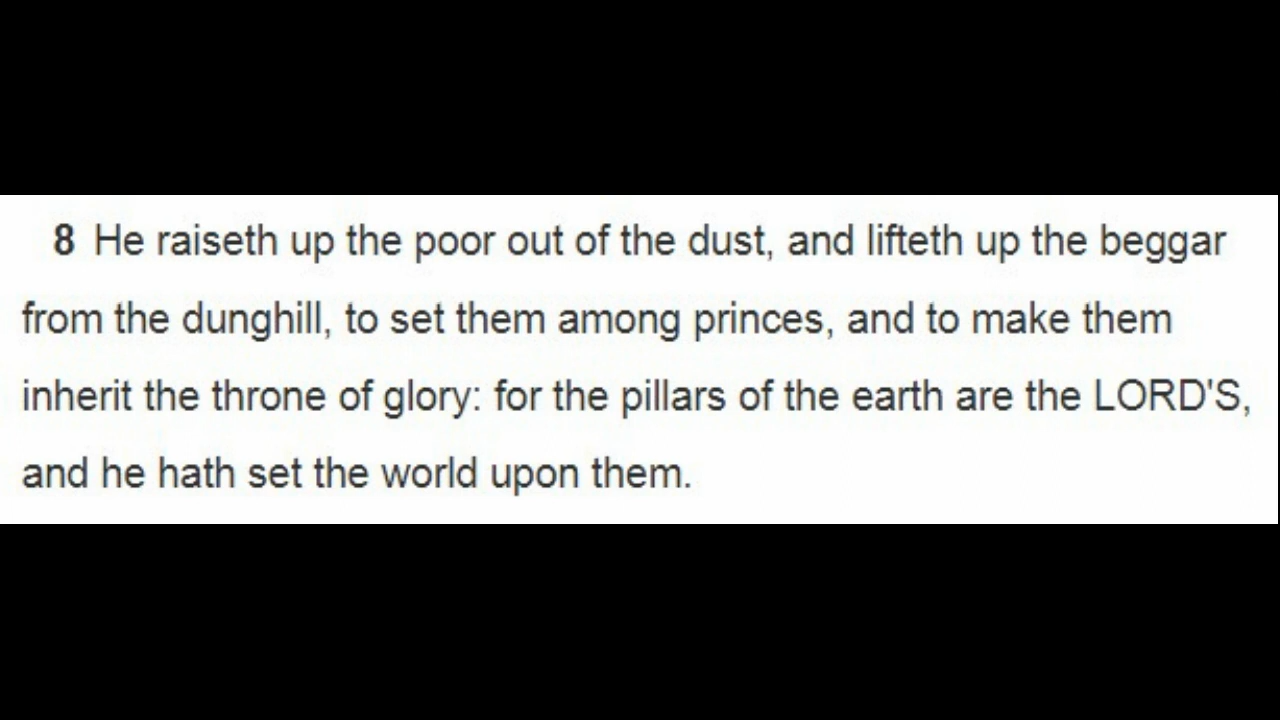 8 He raiseth up the poor out of the dust, and lifteth up the beggar
from the dunghill, to set them among princes, and to make them
inherit the throne of glory: for the pillars of the earth are the LORD'S,
and he hath set the world upon them.